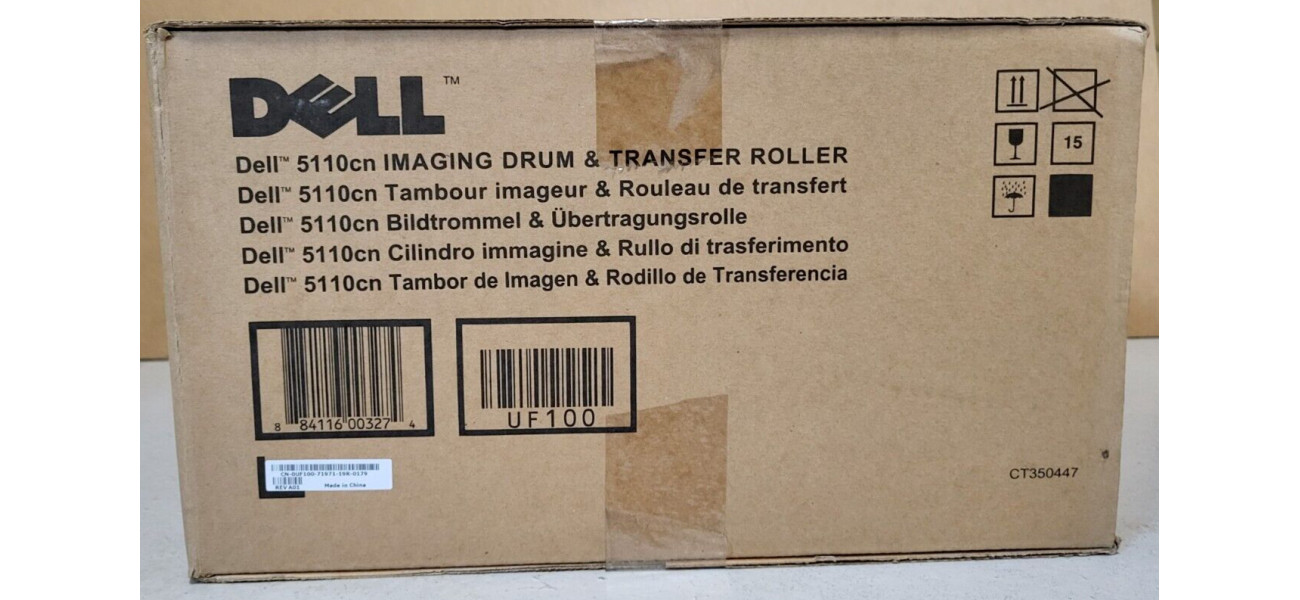 DELL™
Dell™ 5110cn IMAGING DRUM & TRANSFER ROLLER
Dell™ 5110cn Tambour imageur & Rouleau de transfert
Dell™ 5110cn Bildtrommel & Übertragungsrolle
Dell™ 5110cn Cilindro immagine & Rullo di trasferimento
Dell™ 5110cn Tambor de Imagen & Rodillo de Transferencia
15
8 84116 00327 4
UF100
REV A01 Made in China
CT350447